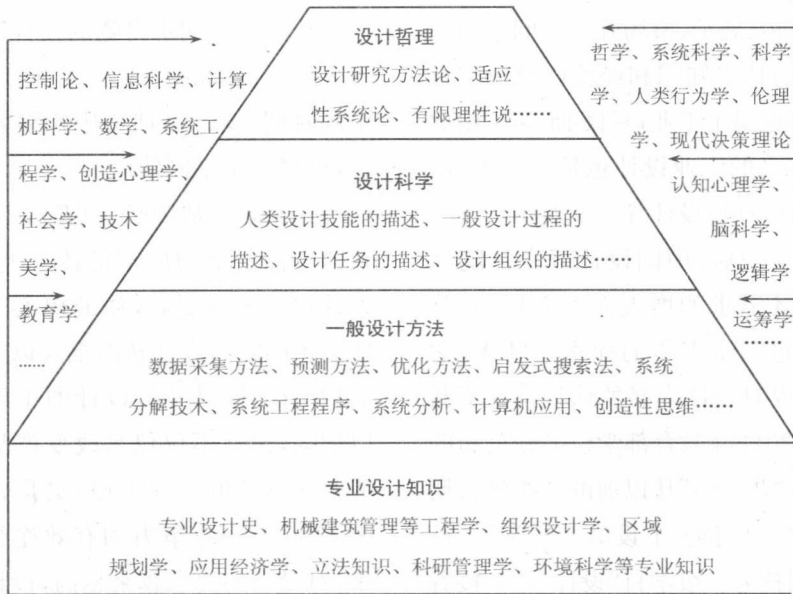 设计哲理
设计研究方法论、适应
性系统论、有限理性说……
控制论、信息科学、计算
机科学、数学、系统工
程学、创造心理学、
社会学、技术
美学、
教育学
……
哲学、系统科学、科学
学、人类行为学、伦理
学、现代决策理论
认知心理学、
脑科学、
逻辑学
运筹学
……
设计科学
人类设计技能的描述、一般设计过程的
描述、设计任务的描述、设计组织的描述……
一般设计方法
数据采集方法、预测方法、优化方法、启发式搜索法、系统
分解技术、系统工程程序、系统分析、计算机应用、创造性思维……
专业设计知识
专业设计史、机械建筑管理等工程学、组织设计学、区域
规划学、应用经济学、立法知识、科研管理学、环境科学等专业知识